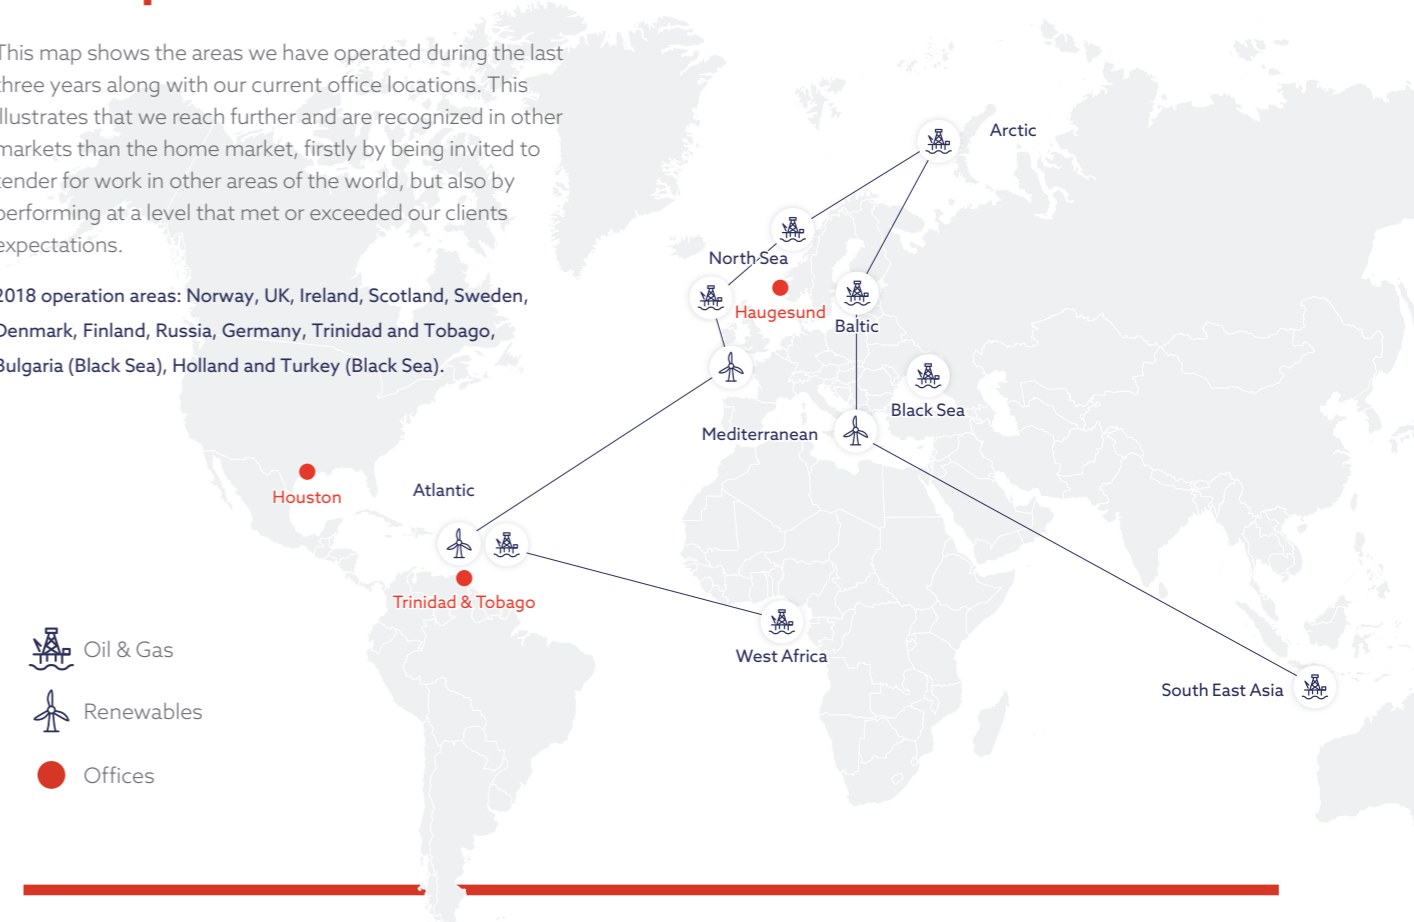 This map shows the areas we have operated during the last
three years along with our current office locations. This
illustrates that we reach further and are recognized in other
markets than the home market, firstly by being invited to
tender for work in other areas of the world, but also by
performing at a level that met or exceeded our clients
expectations.
2018 operation areas: Norway, UK, Ireland, Scotland, Sweden,
Denmark, Finland, Russia, Germany, Trinidad and Tobago,
Bulgaria (Black Sea), Holland and Turkey (Black Sea).
Arctic
North Sea
Haugesund
Baltic
Black Sea
Mediterranean
Atlantic
Houston
Trinidad & Tobago
West Africa
South East Asia
Oil & Gas
Renewables
Offices